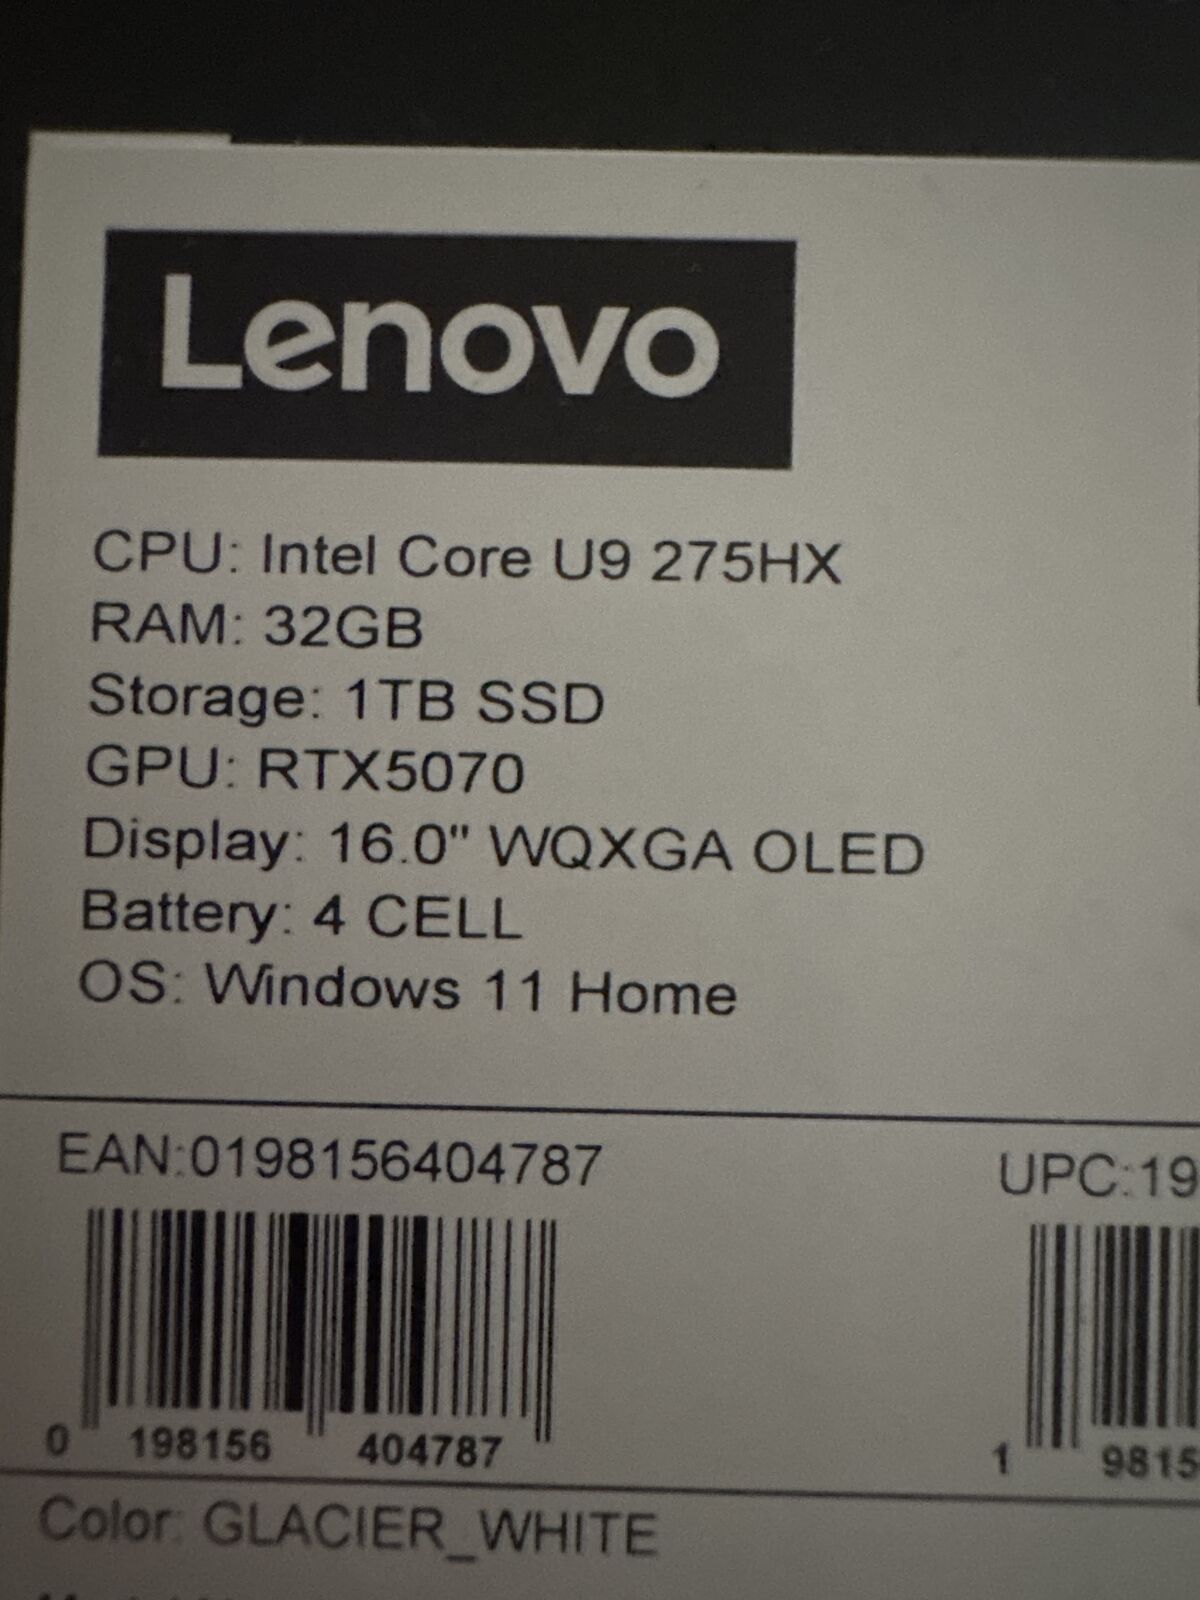 Lenovo
CPU: Intel Core U9 275HX
RAM: 32GB
Storage: 1TB SSD
GPU: RTX5070
Display: 16.0" WQXGA OLED
Battery: 4 CELL
OS: Windows 11 Home
EAN:0198156404787
UPC:19
0 198156 404787
1 9815
Color: GLACIER_WHITE